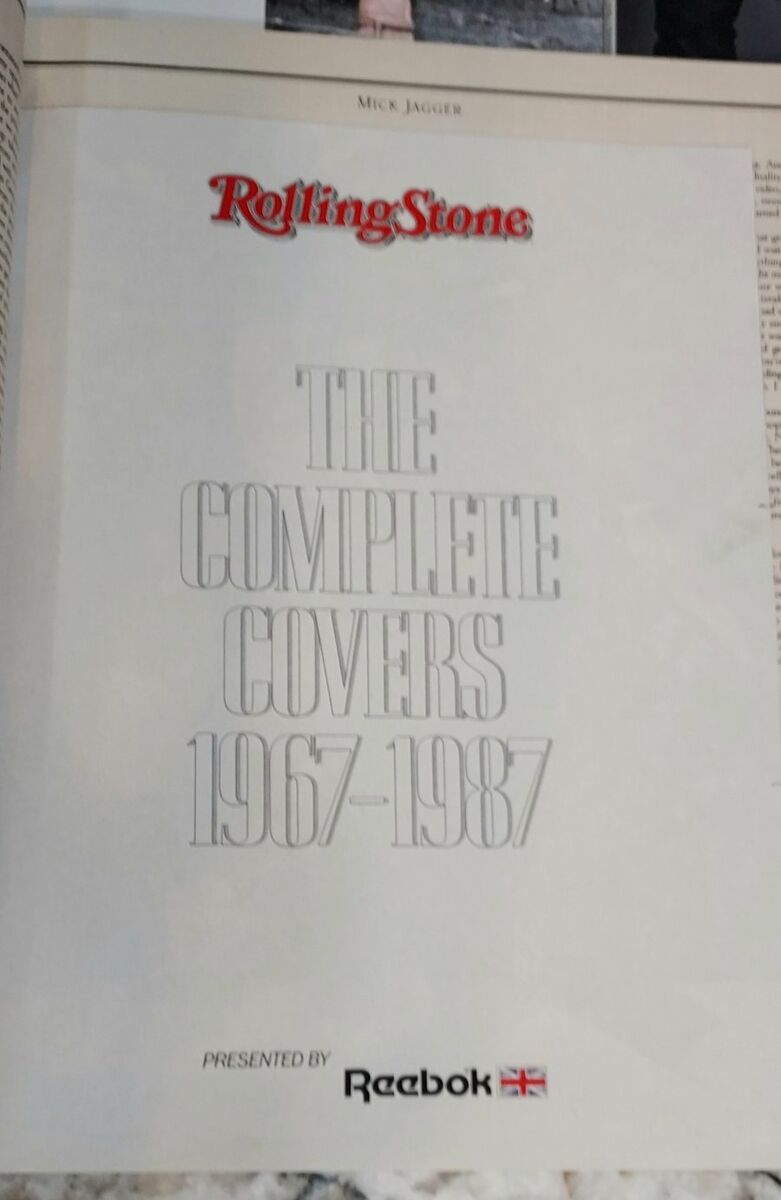 MICK JAGGER
RollingStone
THE
COMPLETE
COVERS
1967-1987
PRESENTED BY
Reebok